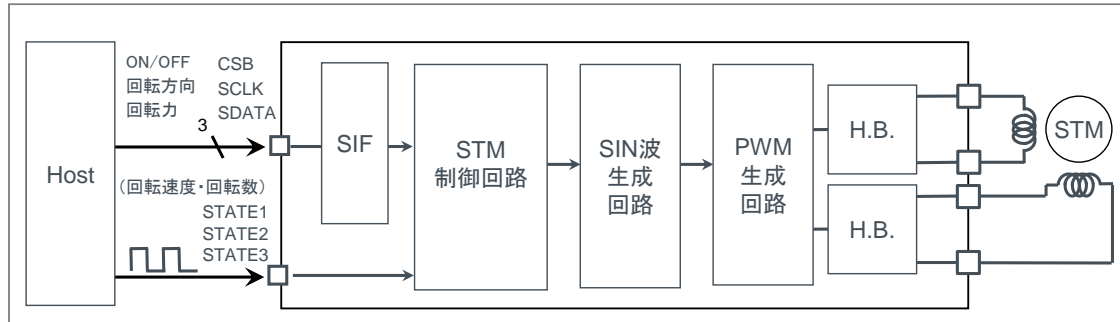 Host
ON/OFF
回転方向
回転力
CSB
SCLK
SDATA
3
(回転速度・回転数)
STATE1
STATE2
STATE3
SIF
STM
制御回路
SIN波
生成
回路
PWM
生成
回路
H.B.
H.B.
STM